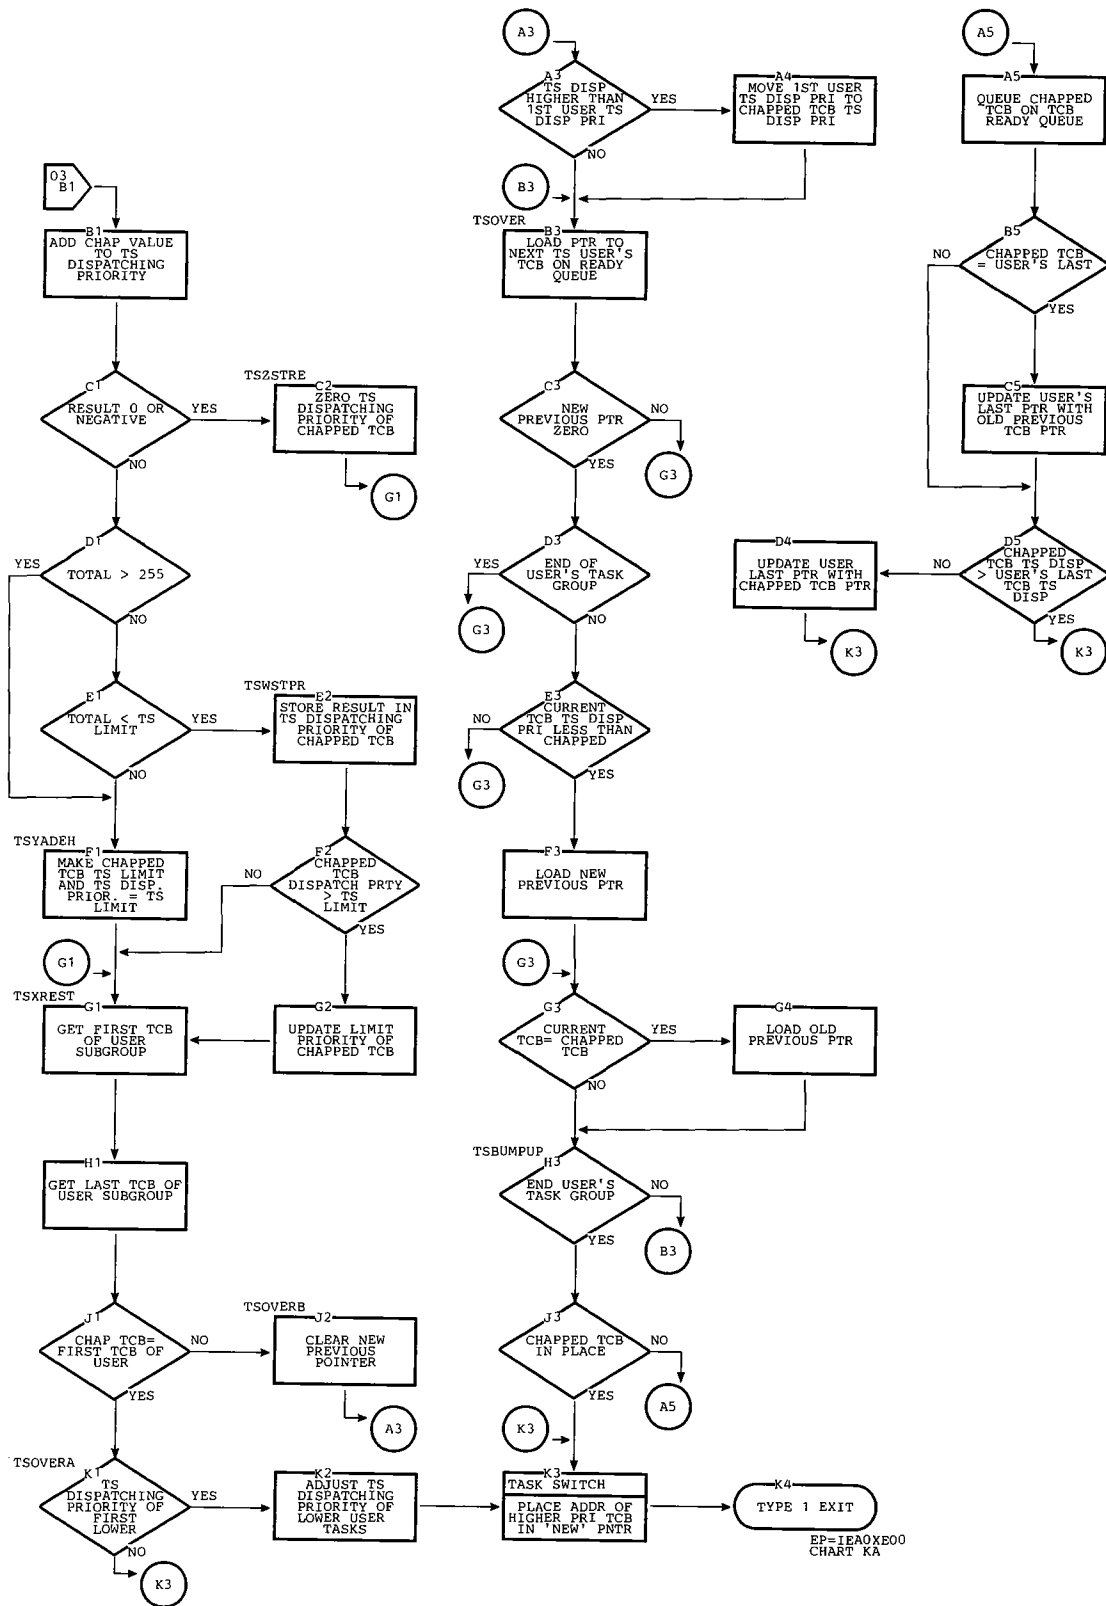 03
B1
B1
ADD CHAP VALUE
TO TS
DISPATCHING
PRIORITY
C1
RESULT 0 OR
NEGATIVE
YES
NO
TSZSTRE
C2
ZERO TS
DISPATCHING
PRIORITY OF
CHAPPED TCB
G1
D1
TOTAL > 255
YES
NO
E1
TOTAL < TS
LIMIT
YES
NO
TSWSTPR
E2
STORE RESULT IN
TS DISPATCHING
PRIORITY OF
CHAPPED TCB
TSYADEH
F1
MAKE CHAPPED
TCB TS LIMIT
AND TS DISP.
PRIOR. = TS
LIMIT
F2
CHAPPED
TCB
DISPATCH PRTY
> TS
LIMIT
NO
YES
G1
TSXREST
G1
GET FIRST TCB
OF USER
SUBGROUP
G2
UPDATE LIMIT
PRIORITY OF
CHAPPED TCB
H1
GET LAST TCB OF
USER SUBGROUP
J1
CHAP TCB=
FIRST TCB OF
USER
NO
YES
TSOVERB
J2
CLEAR NEW
PREVIOUS
POINTER
A3
TSOVERA
K1
TS
DISPATCHING
PRIORITY OF
FIRST
LOWER
YES
NO
K3
K2
ADJUST TS
DISPATCHING
PRIORITY OF
LOWER USER
TASKS
A3
A3
TS DISP
HIGHER THAN
1ST USER TS
DISP PRI
YES
NO
A4
MOVE 1ST USER
TS DISP PRI TO
CHAPPED TCB TS
DISP PRI
B3
TSOVER
B3
LOAD PTR TO
NEXT TS USER'S
TCB ON READY
QUEUE
C3
NEW
PREVIOUS PTR
ZERO
NO
YES
G3
D3
END OF
USER'S TASK
GROUP
YES
NO
G3
E3
CURRENT
TCB TS DISP
PRI LESS THAN
CHAPPED
NO
YES
G3
F3
LOAD NEW
PREVIOUS PTR
G3
G3
CURRENT
TCB= CHAPPED
TCB
YES
NO
G4
LOAD OLD
PREVIOUS PTR
TSBUMPUP
H3
END USER'S
TASK GROUP
NO
YES
B3
J3
CHAPPED TCB
IN PLACE
NO
YES
A5
K3
K3
TASK SWITCH
PLACE ADDR OF
HIGHER PRI TCB
IN 'NEW' PNTR
K4
TYPE 1 EXIT
EP=IEA0XE00
CHART KA
A5
A5
QUEUE CHAPPED
TCB ON TCB
READY QUEUE
B5
CHAPPED TCB
= USER'S LAST
NO
YES
C5
UPDATE USER'S
LAST PTR WITH
OLD PREVIOUS
TCB PTR
D5
CHAPPED
TCB TS DISP
> USER'S LAST
TCB TS
DISP
NO
YES
D4
UPDATE USER
LAST PTR WITH
CHAPPED TCB PTR
K3
K3